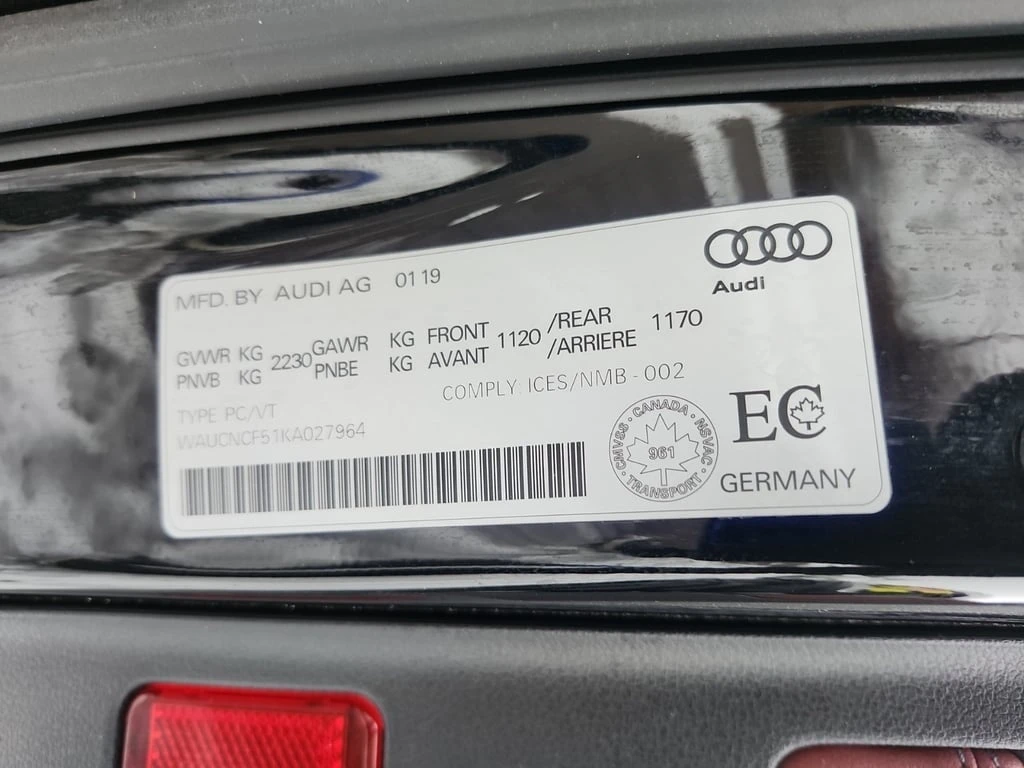 MFD. BY AUDI AG 01 19
Audi
GVWR KG 2230 GAWR KG FRONT 1120 /REAR 1170
PNVB KG PNBE KG AVANT /ARRIERE
COMPLY: ICES/NMB - 002
TYPE: PC/VT
WAUCNCF51KA027964
CANADA
CMVSS 961 NSVAC
TRANSPORT
EC
GERMANY